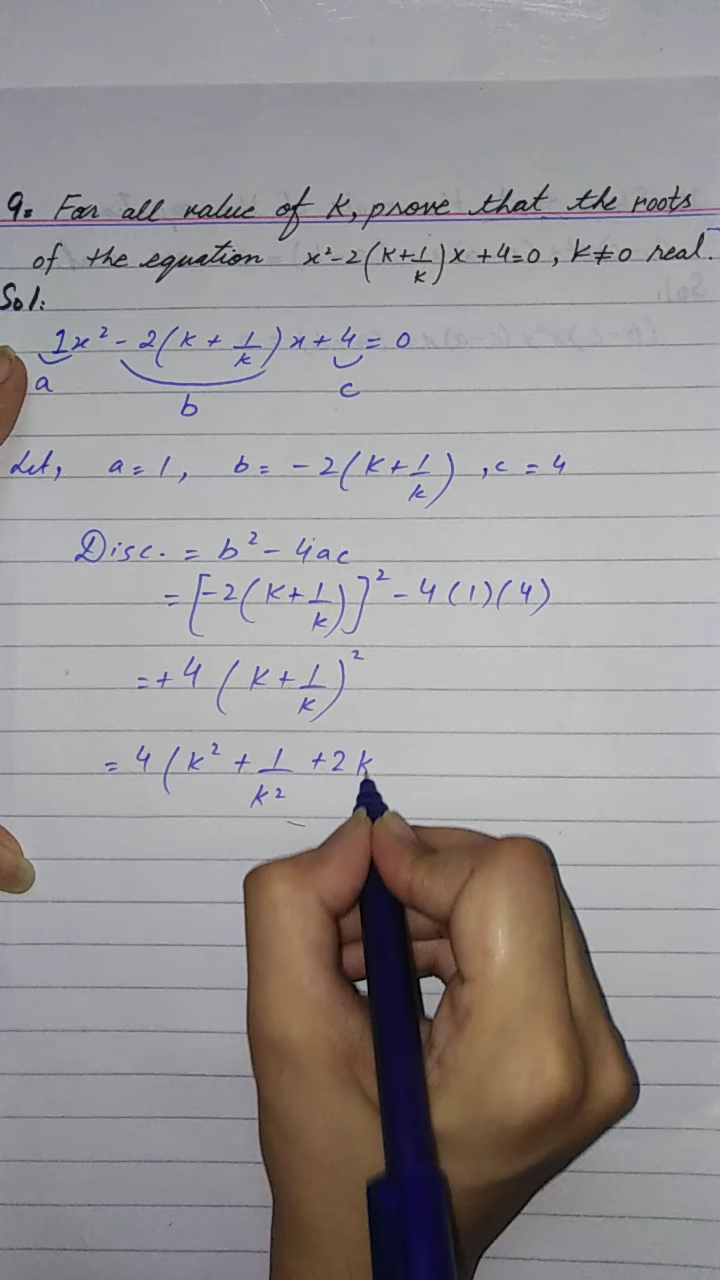 9= For all value of K, prove that the roots
of the equation x²-2(K+1/K)x+4=0, K≠0 real.
Sol:
1x² - 2(K + 1/K)x + 4 = 0
a b c
Let, a=1, b= -2(K+1/K), c = 4
Disc. = b² - 4ac
= [-2(K+1/K)]² - 4(1)(4)
= +4 (K+1/K)²
= 4 (K² + 1/K² + 2K